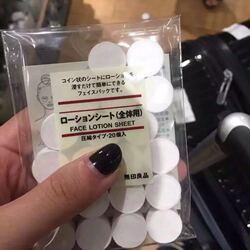 コイン状のシートにローション
浸すだけで簡単にできる
フェイスパックです。
ローションシート(全体用)
FACE LOTION SHEET
圧縮タイプ・20個入
無印良品